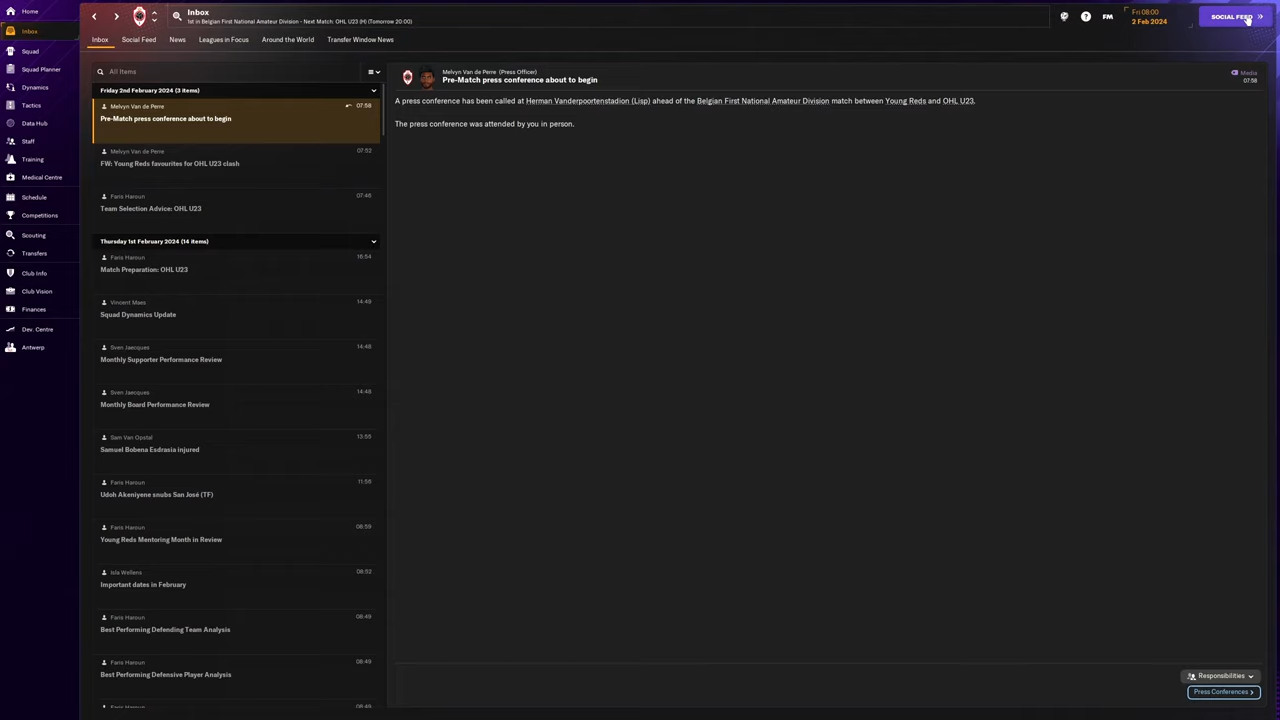 Home
Inbox
Squad
Squad Planner
Dynamics
Tactics
Data Hub
Staff
Training
Medical Centre
Schedule
Competitions
Scouting
Transfers
Club Info
Club Vision
Finances
Dev. Centre
Antwerp
Inbox
1st in Belgian First National Amateur Division - Next Match: OHL U23 (H) (Tomorrow 20:00)
FM
Fri 08:00
2 Feb 2024
SOCIAL FEED
Inbox
Social Feed
News
Leagues in Focus
Around the World
Transfer Window News
All Items
Friday 2nd February 2024 (3 items)
Melvyn Van de Perre 07:58
Pre-Match press conference about to begin
Melvyn Van de Perre 07:52
FW: Young Reds favourites for OHL U23 clash
Faris Haroun 07:46
Team Selection Advice: OHL U23
Thursday 1st February 2024 (14 items)
Faris Haroun 16:54
Match Preparation: OHL U23
Vincent Maes 14:49
Squad Dynamics Update
Sven Jaecques 14:48
Monthly Supporter Performance Review
Sven Jaecques 14:48
Monthly Board Performance Review
Sam Van Opstal 13:55
Samuel Bobena Esdrasia injured
Faris Haroun 11:56
Udoh Akeniyene snubs San José (TF)
Faris Haroun 08:59
Young Reds Mentoring Month in Review
Isla Wellens 08:52
Important dates in February
Faris Haroun 08:49
Best Performing Defending Team Analysis
Faris Haroun 08:49
Best Performing Defensive Player Analysis
Faris Haroun 08:49
Melvyn Van de Perre (Press Officer)
Pre-Match press conference about to begin
Media
07:58
A press conference has been called at Herman Vanderpoortenstadion (Lisp) ahead of the Belgian First National Amateur Division match between Young Reds and OHL U23.
The press conference was attended by you in person.
Responsibilities
Press Conferences